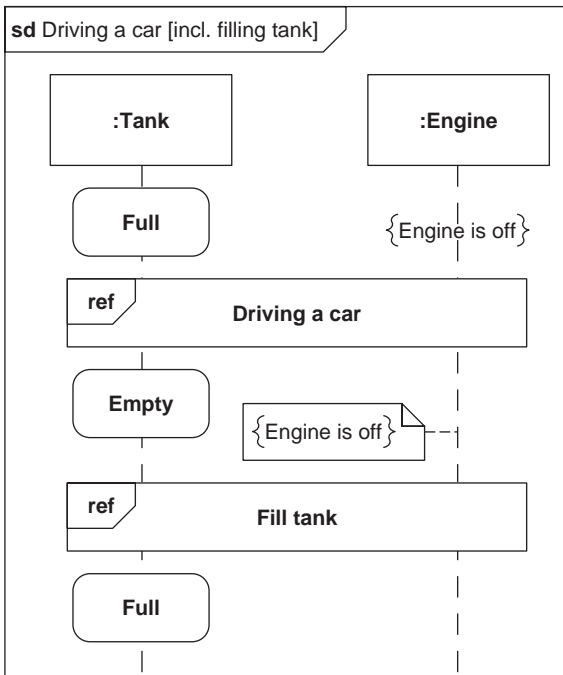 sd Driving a car [incl. filling tank]
:Tank
:Engine
Full
{Engine is off}
ref
Driving a car
Empty
{Engine is off}
ref
Fill tank
Full